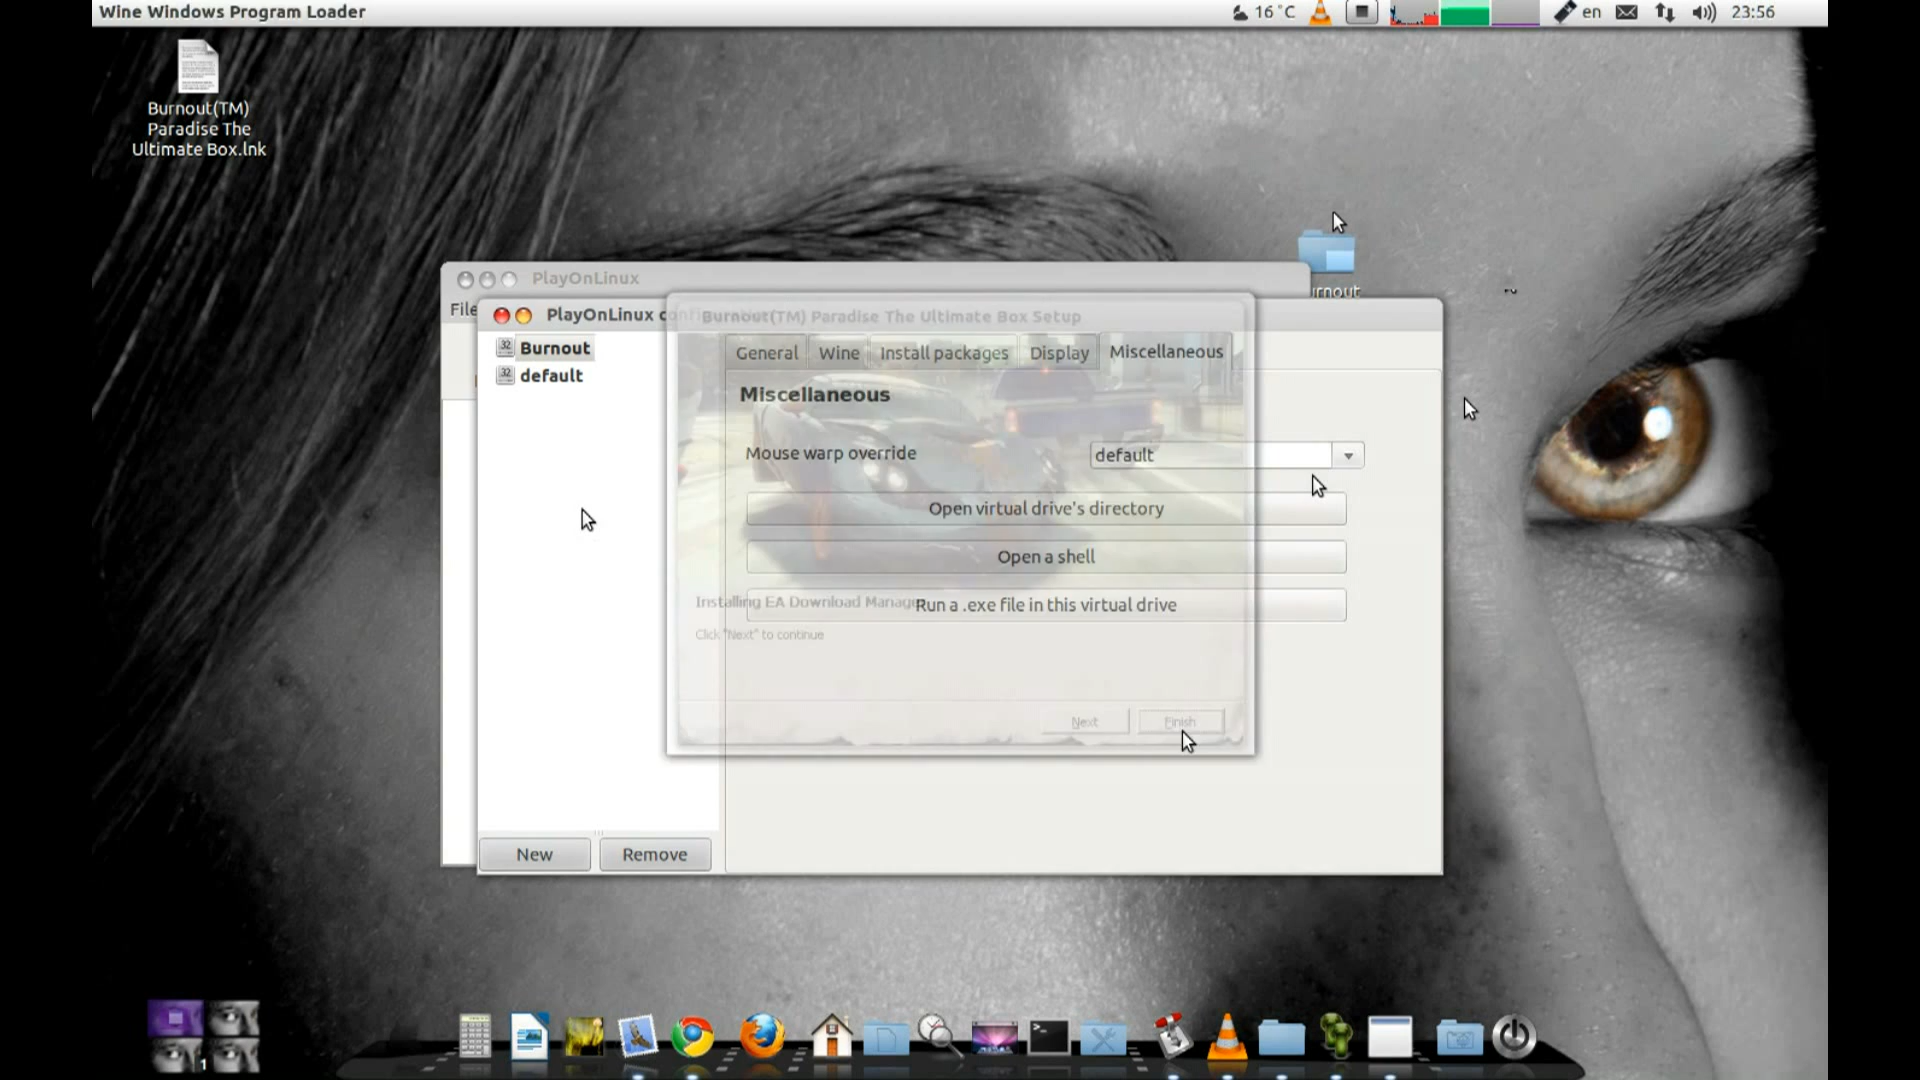 Wine Windows Program Loader
16 °C
en
23:56
Burnout(TM)
Paradise The
Ultimate Box.lnk
PlayOnLinux
File
PlayOnLinux
Burnout(TM) Paradise The Ultimate Box Setup
32 Burnout
32 default
General
Wine
Install packages
Display
Miscellaneous
Miscellaneous
Mouse warp override
default
Open virtual drive's directory
Open a shell
Installing EA Download
Run a .exe file in this virtual drive
Click "Next" to continue
Next
Finish
New
Remove
1